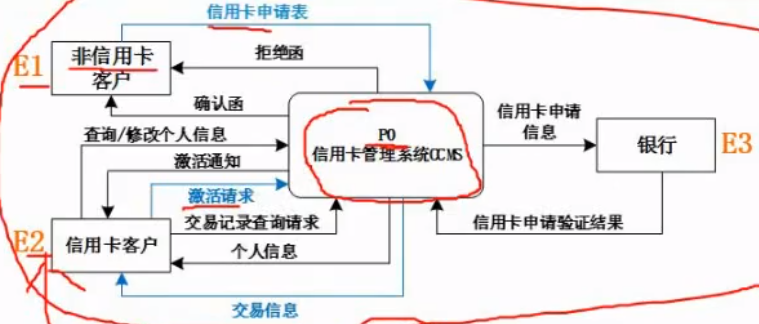 信用卡申请表
E1
非信用卡
客户
拒绝函
确认函
查询/修改个人信息
激活通知
激活请求
P0
信用卡管理系统CCMS
信用卡申请
信息
银行
E3
E2
信用卡客户
交易记录查询请求
个人信息
信用卡申请验证结果
交易信息